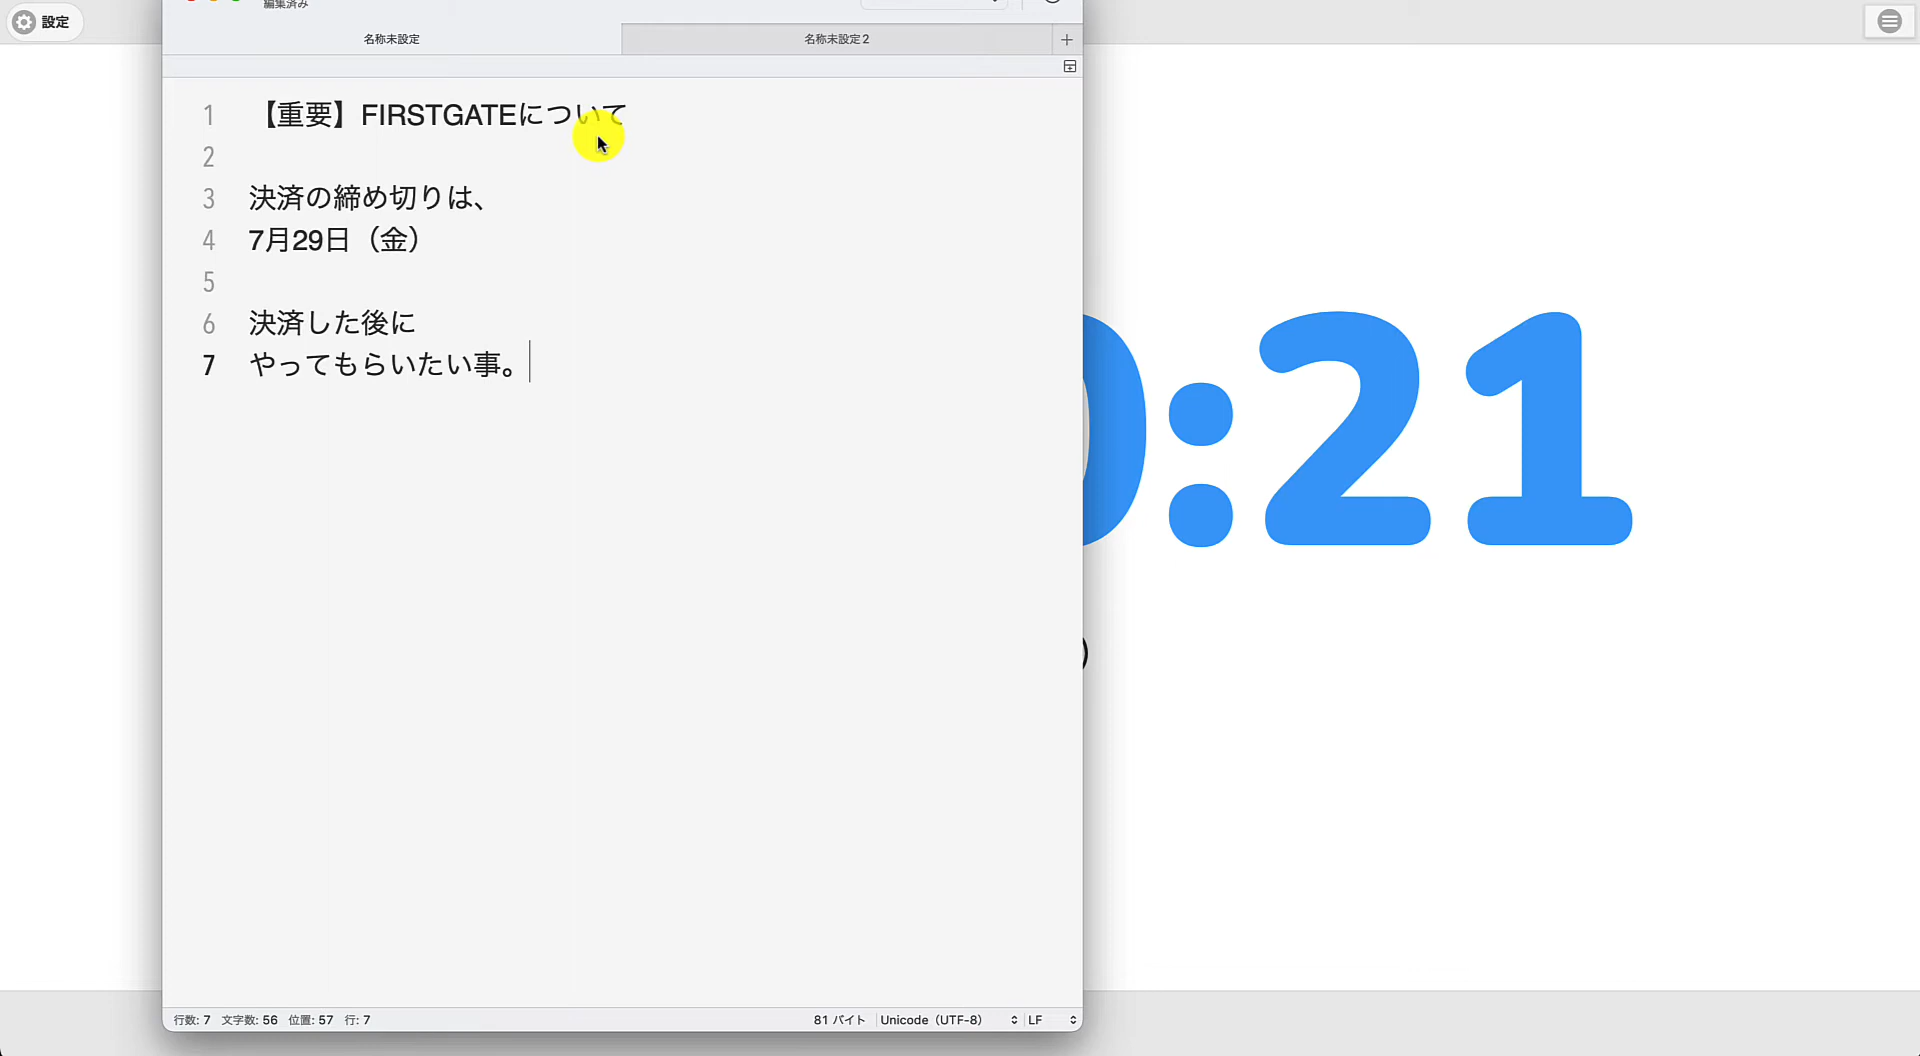 設定
編集済み
名称未設定
名称未設定2
1 【重要】FIRSTGATEについて
2
3 決済の締め切りは、
4 7月29日（金）
5
6 決済した後に
7 やってもらいたい事。
0:21
行数: 7 文字数: 56 位置: 57 行: 7
81 バイト Unicode（UTF-8） LF